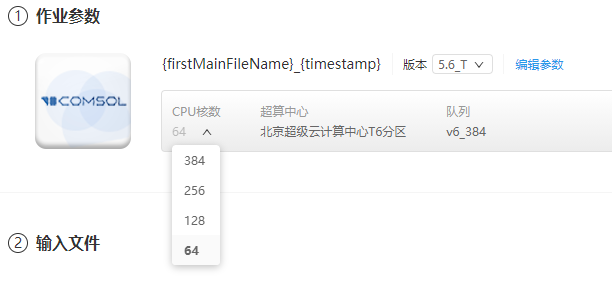 ① 作业参数
COMSOL
{firstMainFileName}_{timestamp} 版本 5.6_T 编辑参数
CPU核数 超算中心 队列
64 北京超级云计算中心T6分区 v6_384
384
256
128
64
② 输入文件